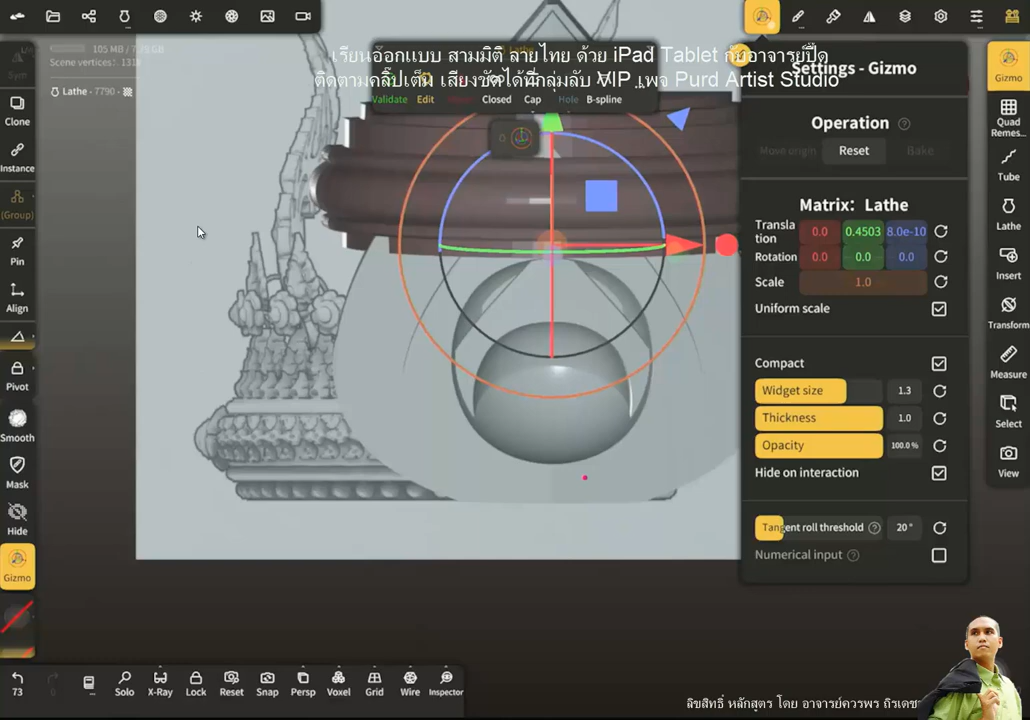 105 MB / 7.78 GB
Scene vertices: 1318
Lathe - 7790 -
เรียนออกแบบ สามมิติ ลายไทย ด้วย iPad Tablet กับอาจารย์ปื๊ด
ติดตามคลิ๊ปเต็ม เสียงชัดได้ที่กลุ่มลับ VIP เพจ Purd Artist Studio
Validate Edit Closed Cap Hole B-spline
Sym
Clone
Instance
(Group)
Pin
Align
Pivot
Smooth
Mask
Hide
Gizmo
Settings - Gizmo
Operation
Move origin Reset Bake
Matrix: Lathe
Translation 0.0 0.4503 8.0e-10
Rotation 0.0 0.0 0.0
Scale 1.0
Uniform scale
Compact
Widget size 1.3
Thickness 1.0
Opacity 100.0 %
Hide on interaction
Tangent roll threshold 20 °
Numerical input
Gizmo
Quad Remes...
Tube
Lathe
Insert
Transform
Measure
Select
View
73 0 Solo X-Ray Lock Reset Snap Persp Voxel Grid Wire Inspector
ลิขสิทธิ์ หลักสูตร โดย อาจารย์ควรพร ถิรเดชะ